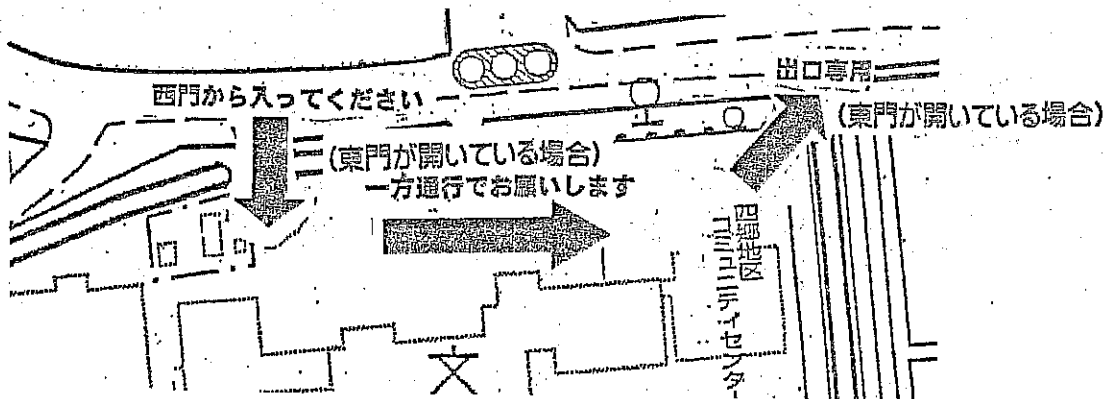 出口専用
西門から入ってください
(東門が開いている場合)
(東門が開いている場合)
一方通行でお願いします
四郷地区
コミュニティセンター
文